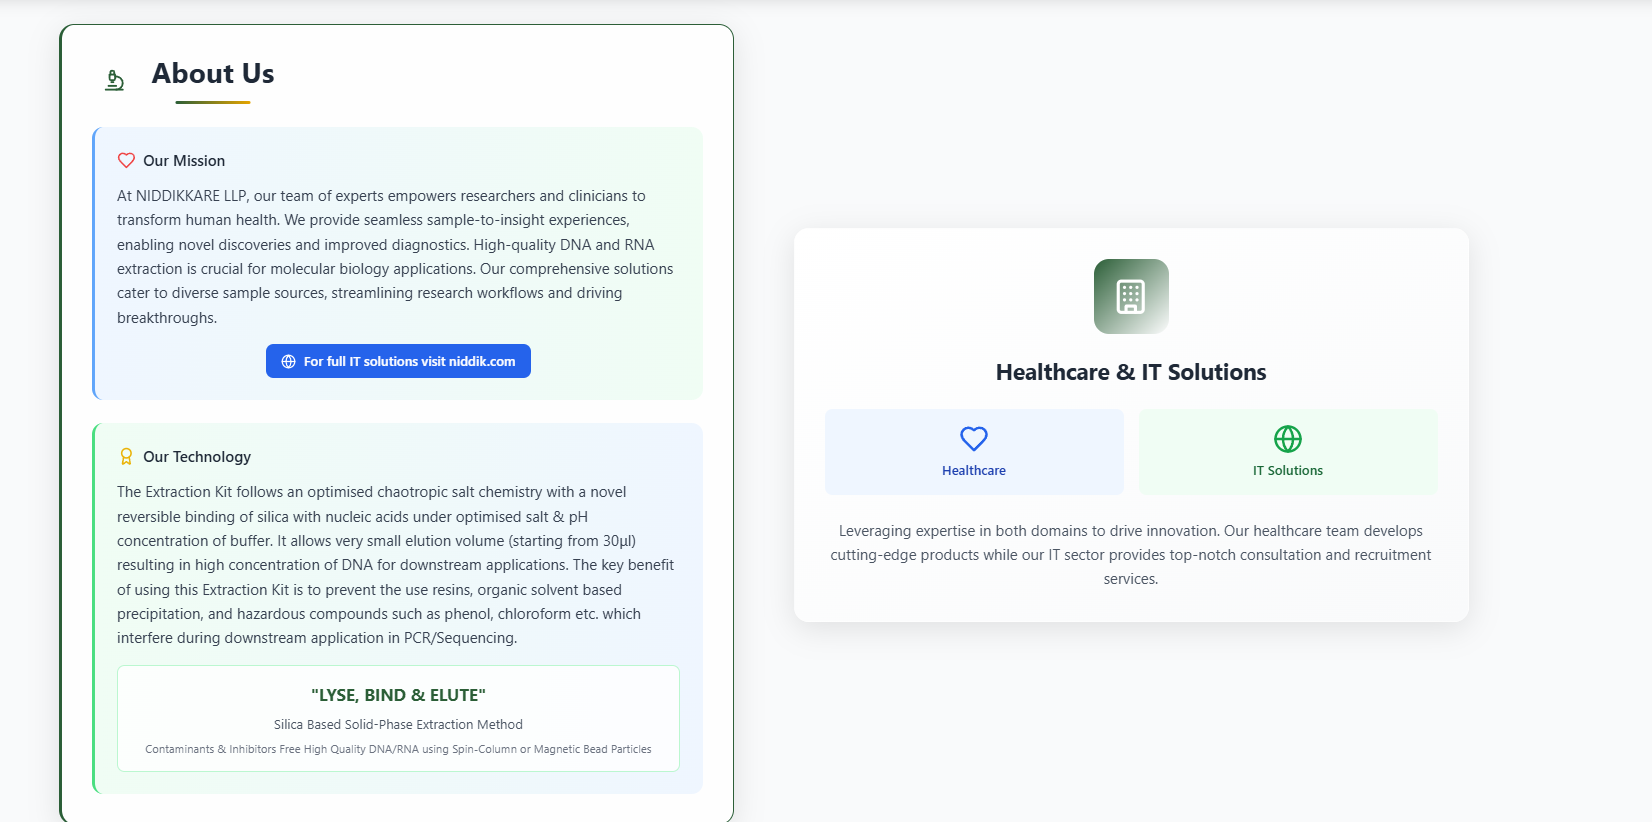 About Us
Our Mission
At NIDDIKKARE LLP, our team of experts empowers researchers and clinicians to
transform human health. We provide seamless sample-to-insight experiences,
enabling novel discoveries and improved diagnostics. High-quality DNA and RNA
extraction is crucial for molecular biology applications. Our comprehensive solutions
cater to diverse sample sources, streamlining research workflows and driving
breakthroughs.
For full IT solutions visit niddik.com
Our Technology
The Extraction Kit follows an optimised chaotropic salt chemistry with a novel
reversible binding of silica with nucleic acids under optimised salt & pH
concentration of buffer. It allows very small elution volume (starting from 30µl)
resulting in high concentration of DNA for downstream applications. The key benefit
of using this Extraction Kit is to prevent the use resins, organic solvent based
precipitation, and hazardous compounds such as phenol, chloroform etc. which
interfere during downstream application in PCR/Sequencing.
"LYSE, BIND & ELUTE"
Silica Based Solid-Phase Extraction Method
Contaminants & Inhibitors Free High Quality DNA/RNA using Spin-Column or Magnetic Bead Particles
Healthcare & IT Solutions
Healthcare
IT Solutions
Leveraging expertise in both domains to drive innovation. Our healthcare team develops
cutting-edge products while our IT sector provides top-notch consultation and recruitment
services.